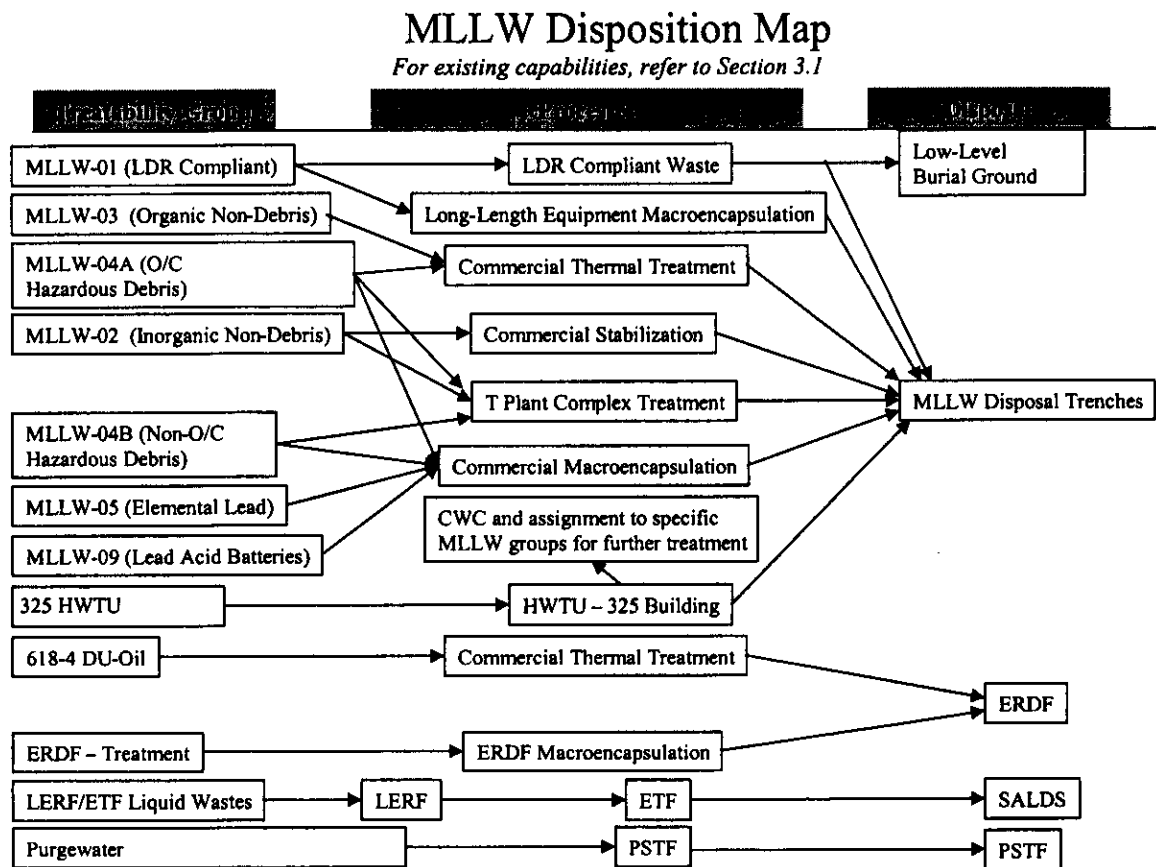 MLLW Disposition Map
For existing capabilities, refer to Section 3.1
MLLW-01 (LDR Compliant)
LDR Compliant Waste
Low-Level
Burial Ground
MLLW-03 (Organic Non-Debris)
Long-Length Equipment Macroencapsulation
MLLW-04A (O/C
Hazardous Debris)
Commercial Thermal Treatment
MLLW-02 (Inorganic Non-Debris)
Commercial Stabilization
T Plant Complex Treatment
MLLW Disposal Trenches
MLLW-04B (Non-O/C
Hazardous Debris)
Commercial Macroencapsulation
MLLW-05 (Elemental Lead)
CWC and assignment to specific
MLLW groups for further treatment
MLLW-09 (Lead Acid Batteries)
325 HWTU
HWTU – 325 Building
618-4 DU-Oil
Commercial Thermal Treatment
ERDF
ERDF – Treatment
ERDF Macroencapsulation
LERF/ETF Liquid Wastes
LERF
ETF
SALDS
Purgewater
PSTF
PSTF